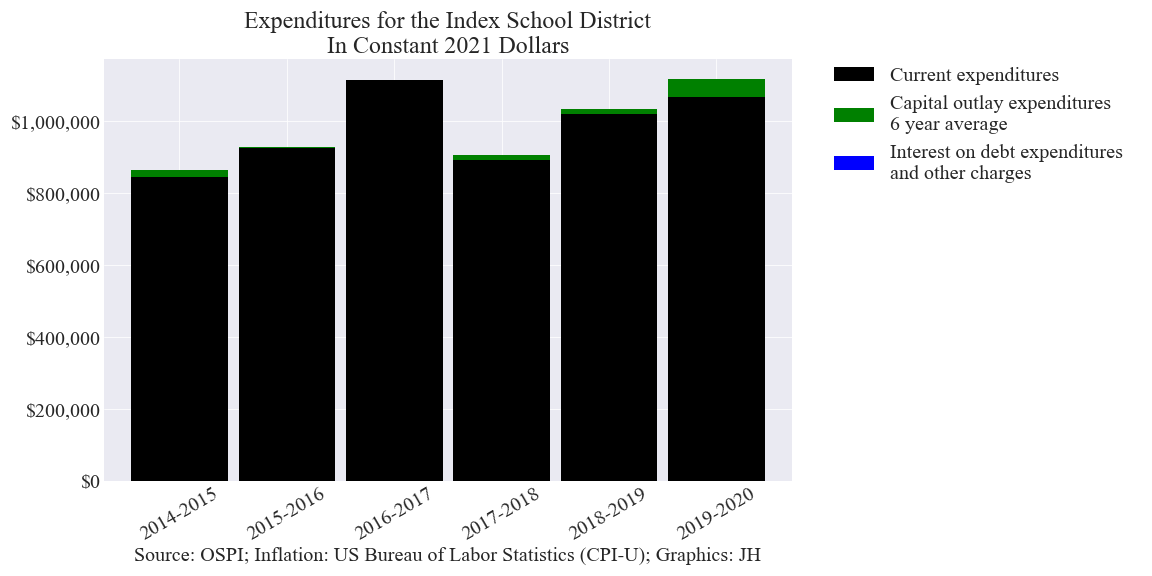 Expenditures for the Index School District
In Constant 2021 Dollars
Current expenditures
Capital outlay expenditures
6 year average
Interest on debt expenditures
and other charges
$1,000,000
$800,000
$600,000
$400,000
$200,000
$0
2014-2015
2015-2016
2016-2017
2017-2018
2018-2019
2019-2020
Source: OSPI; Inflation: US Bureau of Labor Statistics (CPI-U); Graphics: JH